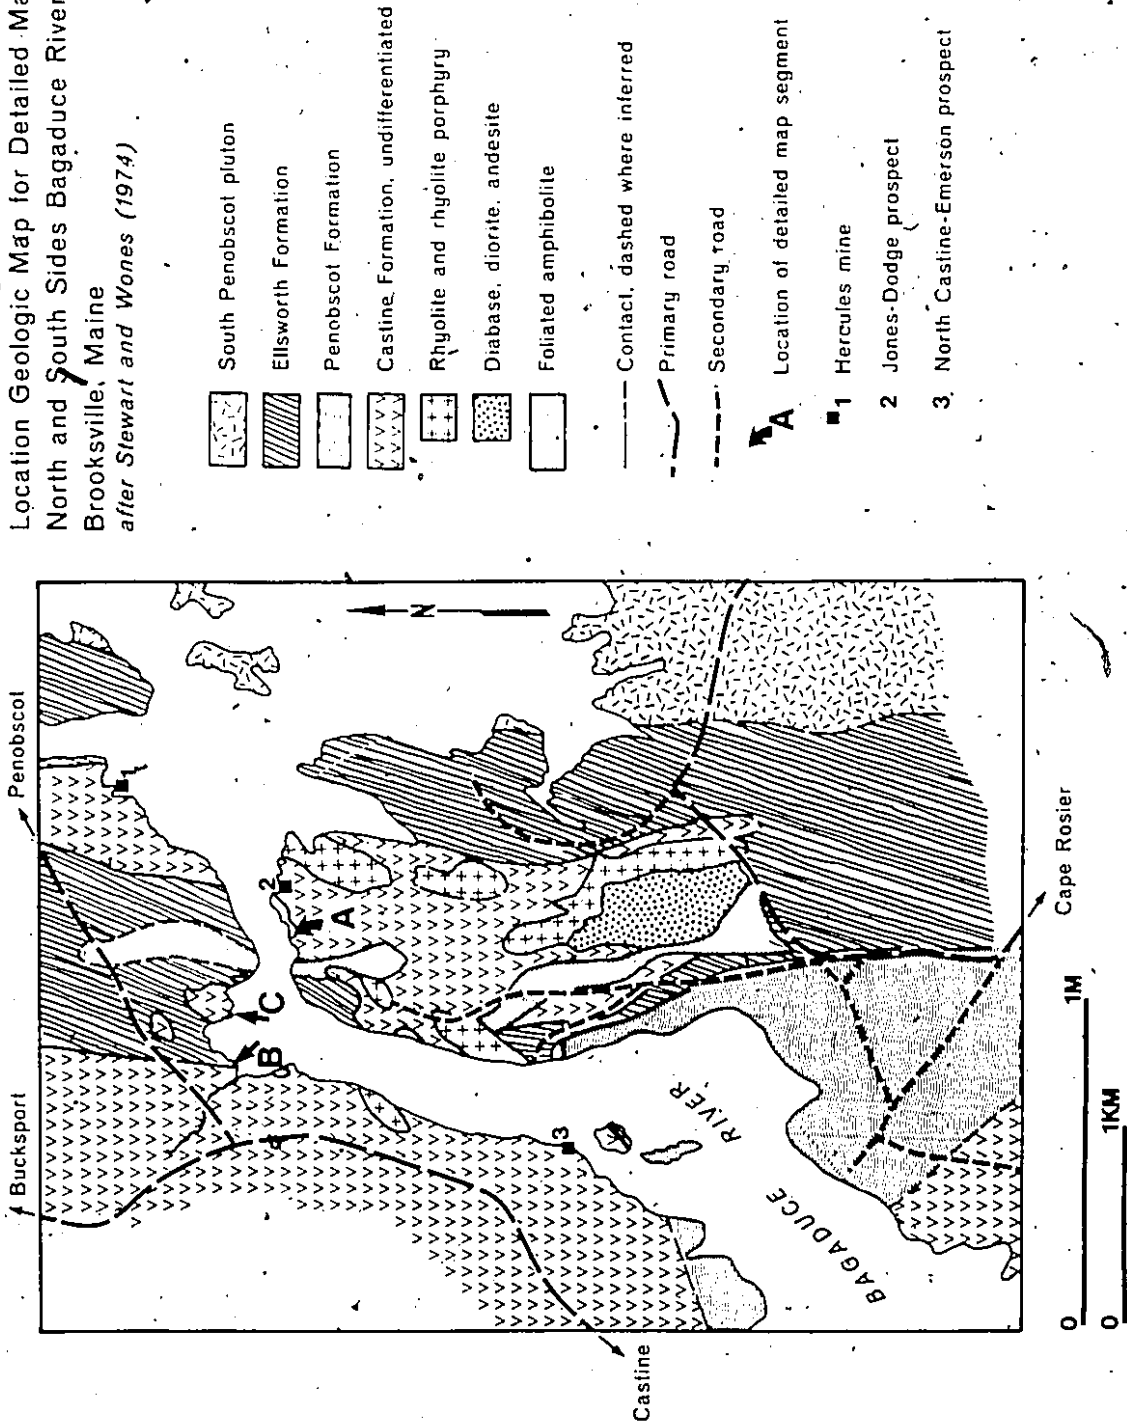 Location Geologic Map for Detailed Ma
North and South Sides Bagaduce River
Brooksville, Maine
after Stewart and Wones (1974)
South Penobscot pluton
Ellsworth Formation
Penobscot Formation
Castine Formation, undifferentiated
Rhyolite and rhyolite porphyry
Diabase, diorite, andesite
Foliated amphibolite
Contact, dashed where inferred
Primary road
Secondary road
A Location of detailed map segment
1 Hercules mine
2 Jones-Dodge prospect
3 North Castine-Emerson prospect
Bucksport
Penobscot
1
N
2
A
C
B
3
BAGADUCE RIVER
Castine
Cape Rosier
0 1M
0 1KM